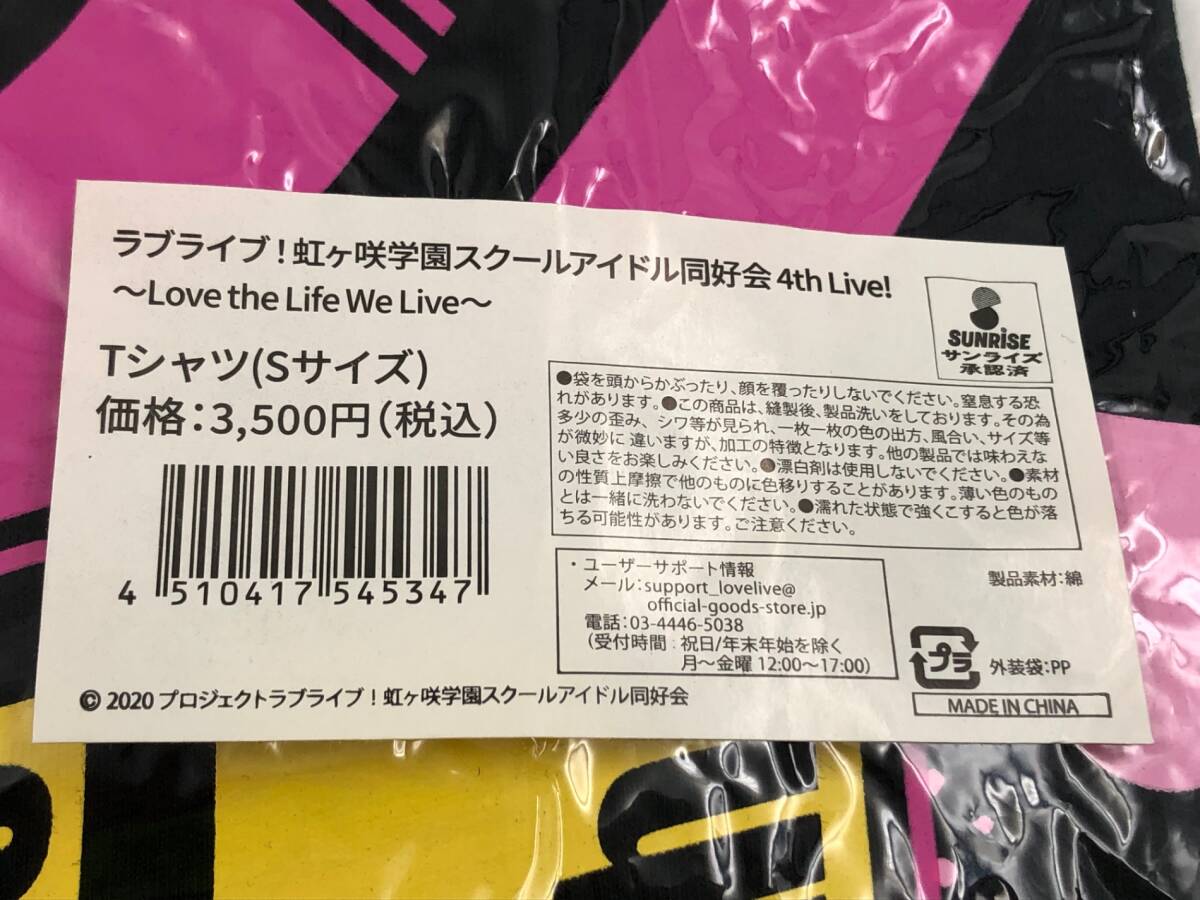 ラブライブ！虹ヶ咲学園スクールアイドル同好会 4th Live!
～Love the Life We Live～
Tシャツ(Sサイズ)
価格：3,500円（税込）
4 510417 545347
SUNRiSE
サンライズ
承認済
●袋を頭からかぶったり、顔を覆ったりしないでください。窒息する恐
れがあります。●この商品は、縫製後、製品洗いをしております。その為
多少の歪み、シワ等が見られ、一枚一枚の色の出方、風合い、サイズ等
が微妙に 違いますが、加工の特徴となります。他の製品では味わえな
い良さをお楽しみください。●漂白剤は使用しないでください。●素材
の性質上摩擦で他のものに色移りすることがあります。薄い色のもの
とは一緒に洗わないでください。●濡れた状態で強くこすると色が落
ちる可能性があります。ご注意ください。
・ユーザーサポート情報
メール：support_lovelive@
official-goods-store.jp
電話：03-4446-5038
（受付時間：祝日/年末年始を除く
月～金曜 12:00～17:00）
製品素材：綿
プラ
外装袋：PP
MADE IN CHINA
© 2020 プロジェクトラブライブ！虹ヶ咲学園スクールアイドル同好会